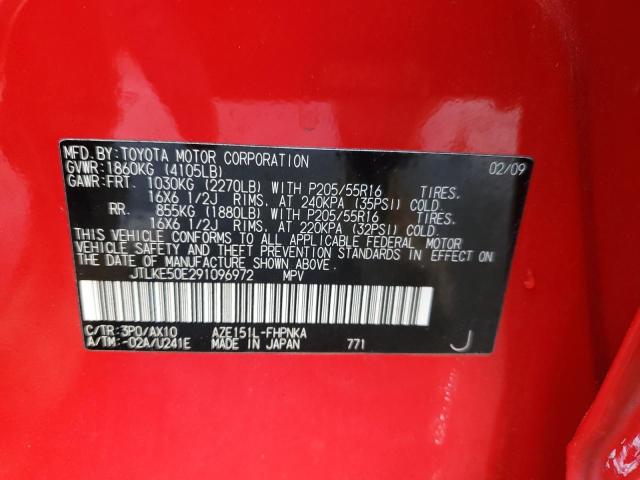 MFD. BY: TOYOTA MOTOR CORPORATION 02/09
GVWR: 1860KG (4105LB)
GAWR: FRT. 1030KG (2270LB) WITH P205/55R16 TIRES.
16X6 1/2J RIMS, AT 240KPA (35PSI) COLD.
RR. 855KG (1880LB) WITH P205/55R16 TIRES.
16X6 1/2J RIMS, AT 220KPA (32PSI) COLD.
THIS VEHICLE CONFORMS TO ALL APPLICABLE FEDERAL MOTOR
VEHICLE SAFETY AND THEFT PREVENTION STANDARDS IN EFFECT ON
THE DATE OF MANUFACTURE SHOWN ABOVE.
JTLKE50E291096972 MPV
C/TR: 3P0/AX10 AZE151L-FHPNKA
A/TM: -02A/U241E MADE IN JAPAN 771 J